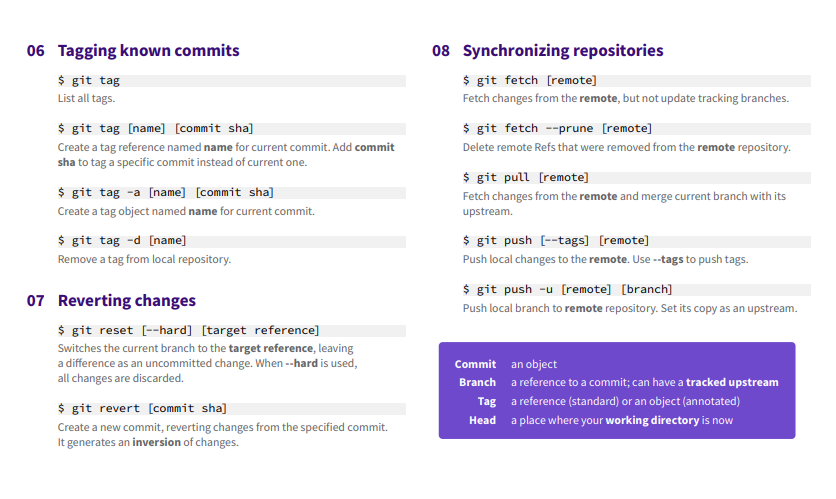 06 Tagging known commits
$ git tag
List all tags.
$ git tag [name] [commit sha]
Create a tag reference named name for current commit. Add commit
sha to tag a specific commit instead of current one.
$ git tag -a [name] [commit sha]
Create a tag object named name for current commit.
$ git tag -d [name]
Remove a tag from local repository.
07 Reverting changes
$ git reset [--hard] [target reference]
Switches the current branch to the target reference, leaving
a difference as an uncommitted change. When --hard is used,
all changes are discarded.
$ git revert [commit sha]
Create a new commit, reverting changes from the specified commit.
It generates an inversion of changes.
08 Synchronizing repositories
$ git fetch [remote]
Fetch changes from the remote, but not update tracking branches.
$ git fetch --prune [remote]
Delete remote Refs that were removed from the remote repository.
$ git pull [remote]
Fetch changes from the remote and merge current branch with its
upstream.
$ git push [--tags] [remote]
Push local changes to the remote. Use --tags to push tags.
$ git push -u [remote] [branch]
Push local branch to remote repository. Set its copy as an upstream.
Commit an object
Branch a reference to a commit; can have a tracked upstream
Tag a reference (standard) or an object (annotated)
Head a place where your working directory is now